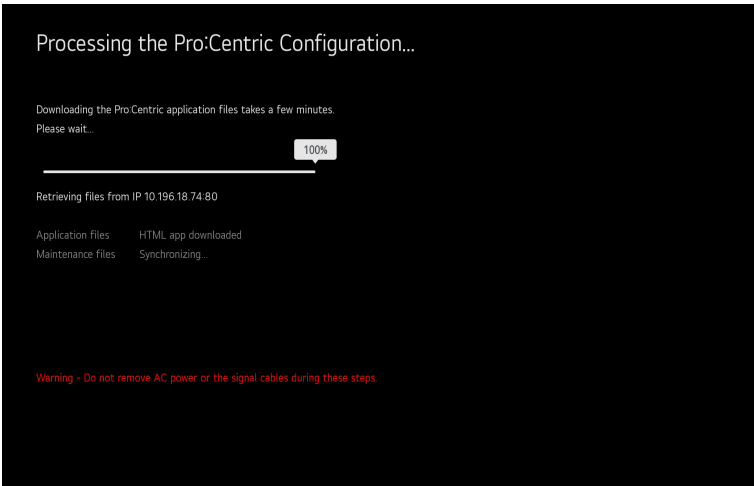 Processing the Pro:Centric Configuration...
Downloading the Pro:Centric application files takes a few minutes.
Please wait...
100%
Retrieving files from IP 10.196.18.74:80
Application files HTML app downloaded
Maintenance files Synchronizing...
Warning - Do not remove AC power or the signal cables during these steps.